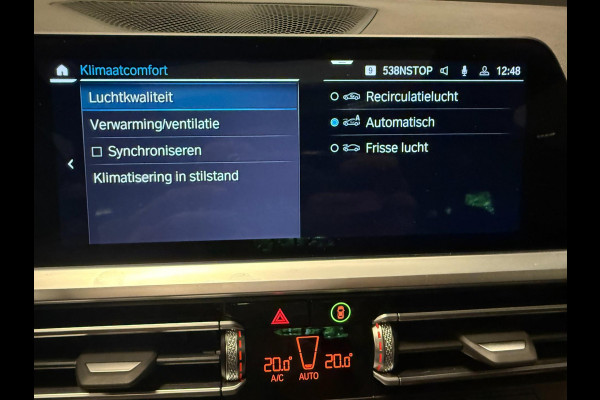 Klimaatcomfort
9 538NSTOP 12:48
Luchtkwaliteit
Verwarming/ventilatie
Synchroniseren
Klimatisering in stilstand
Recirculatielucht
A
Automatisch
Frisse lucht
20.0° 20.0°
A/C AUTO